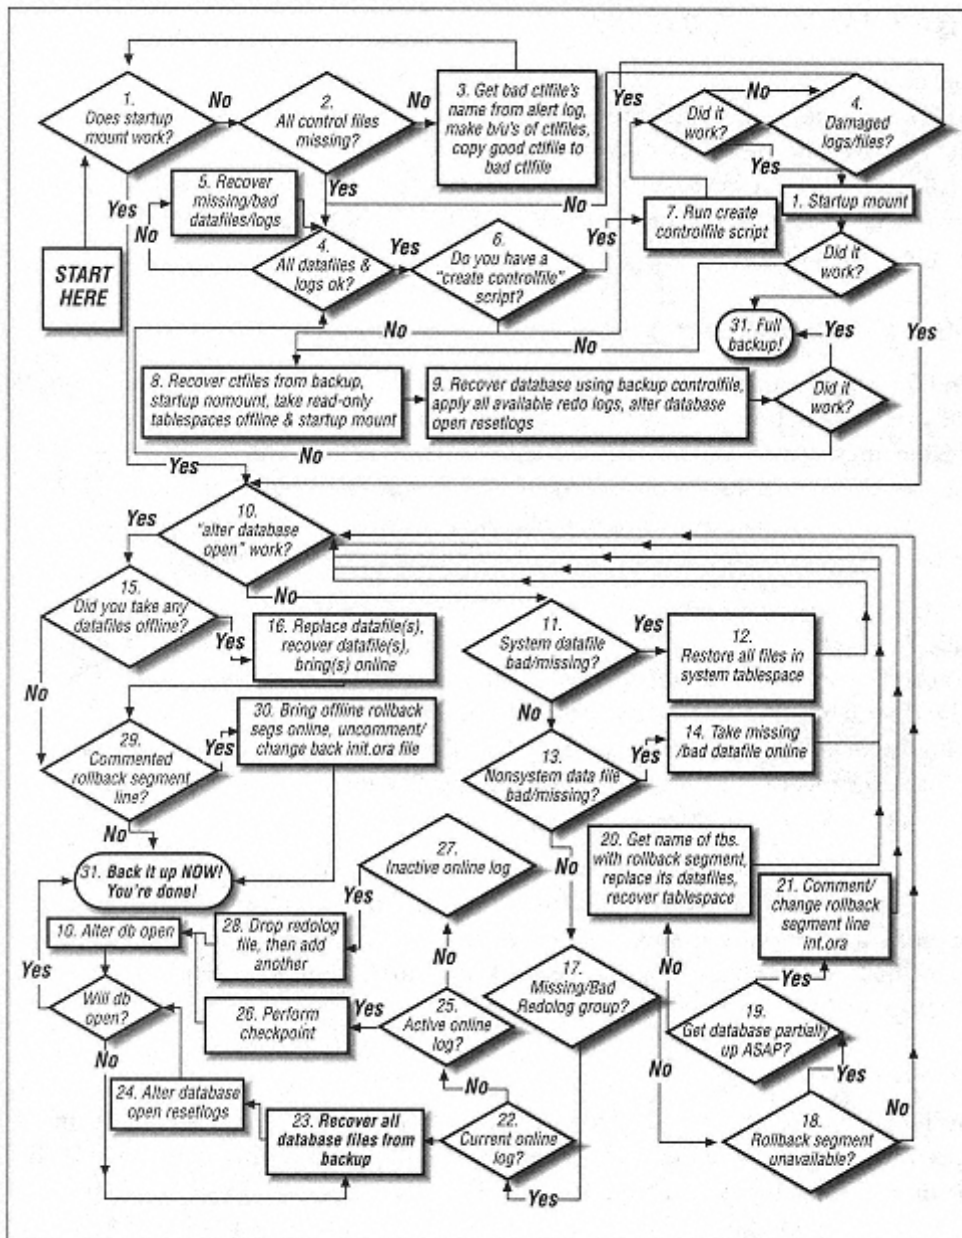 1.
Does startup
mount work?
No
2.
All control files
missing?
No
3. Get bad ctlfile's
name from alert log,
make b/u's of ctlfiles,
copy good ctlfile to
bad ctlfile
Yes
Did it
work?
No
4.
Damaged
logs/files?
Yes
1. Startup mount
Yes
Yes
5. Recover
missing/bad
datafiles/logs
No
4.
All datafiles &
logs ok?
Yes
6.
Do you have a
"create controlfile"
script?
Yes
7. Run create
controlfile script
Did it
work?
START
HERE
No
No
31. Full
backup!
Yes
Yes
8. Recover ctfiles from backup,
startup nomount, take read-only
tablespaces offline & startup mount
9. Recover database using backup controlfile,
apply all available redo logs, alter database
open resetlogs
Did it
work?
No
Yes
10.
"alter database
open" work?
Yes
No
15.
Did you take any
datafiles offline?
Yes
16. Replace datafile(s),
recover datafile(s),
bring(s) online
11.
System datafile
bad/missing?
Yes
12.
Restore all files in
system tablespace
No
No
30. Bring offline rollback
segs online, uncomment/
change back init.ora file
14. Take missing
/bad datafile online
29.
Commented
rollback segment
line?
Yes
13.
Nonsystem data file
bad/missing?
Yes
No
No
31. Back it up NOW!
You're done!
27.
Inactive online log
Yes
20. Get name of tbs.
with rollback segment,
replace its datafiles,
recover tablespace
21. Comment/
change rollback
segment line
int.ora
10. Alter db open
28. Drop redolog
file, then add
another
No
17.
Missing/Bad
Redolog group?
No
Yes
Yes
Will db
open?
26. Perform
checkpoint
Yes
25.
Active online
log?
19.
Get database partially
up ASAP?
No
No
No
Yes
24. Alter database
open resetlogs
23. Recover all
database files from
backup
22.
Current online
log?
18.
Rollback segment
unavailable?
No
Yes